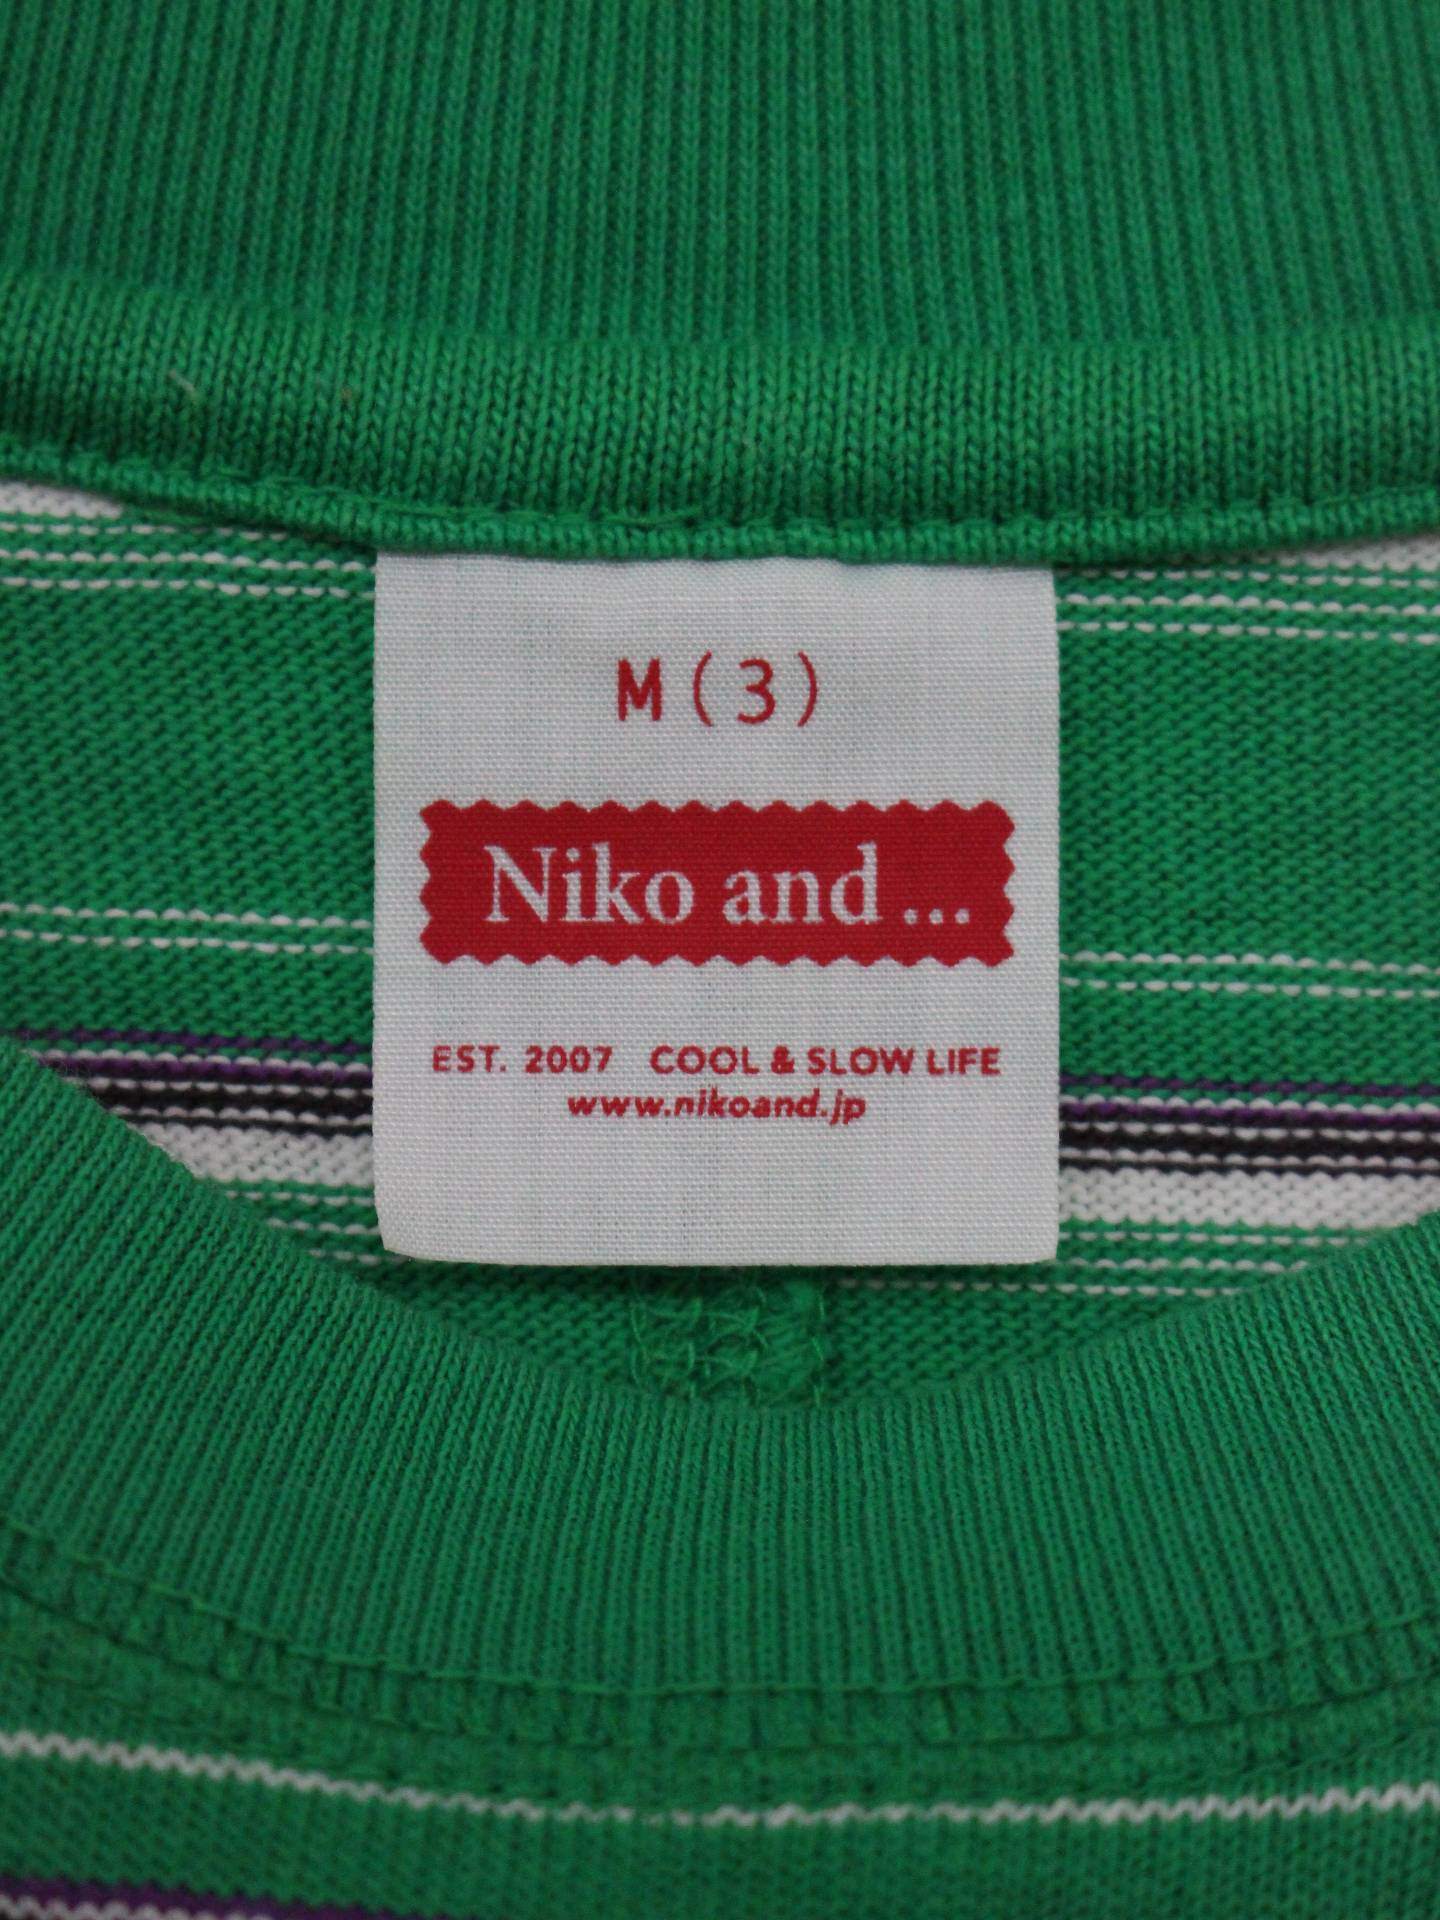 M(3)
Niko and ...
EST. 2007 COOL & SLOW LIFE
www.nikoand.jp